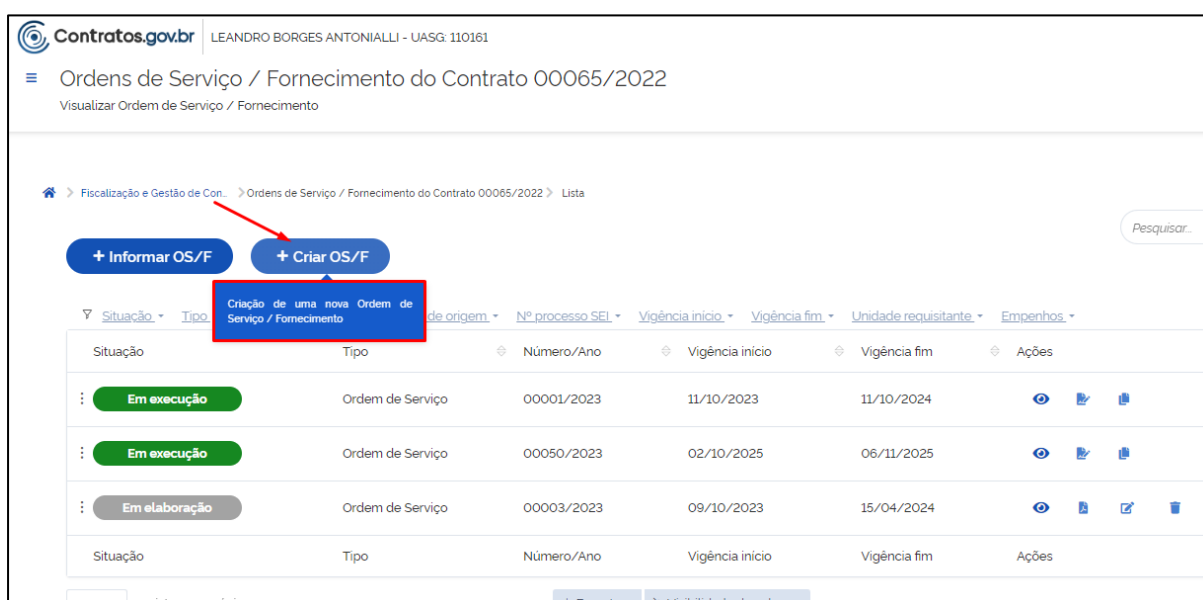 Contratos.gov.br LEANDRO BORGES ANTONIALLI - UASG: 110161
Ordens de Serviço / Fornecimento do Contrato 00065/2022
Visualizar Ordem de Serviço / Fornecimento
Fiscalização e Gestão de Con... > Ordens de Serviço / Fornecimento do Contrato 00065/2022 > Lista
Pesquisar...
+ Informar OS/F + Criar OS/F
Criação de uma nova Ordem de
Serviço / Fornecimento
Situação Tipo de origem Nº processo SEI Vigência início Vigência fim Unidade requisitante Empenhos
Situação Tipo Número/Ano Vigência início Vigência fim Ações
Em execução Ordem de Serviço 00001/2023 11/10/2023 11/10/2024
Em execução Ordem de Serviço 00050/2023 02/10/2025 06/11/2025
Em elaboração Ordem de Serviço 00003/2023 09/10/2023 15/04/2024
Situação Tipo Número/Ano Vigência início Vigência fim Ações